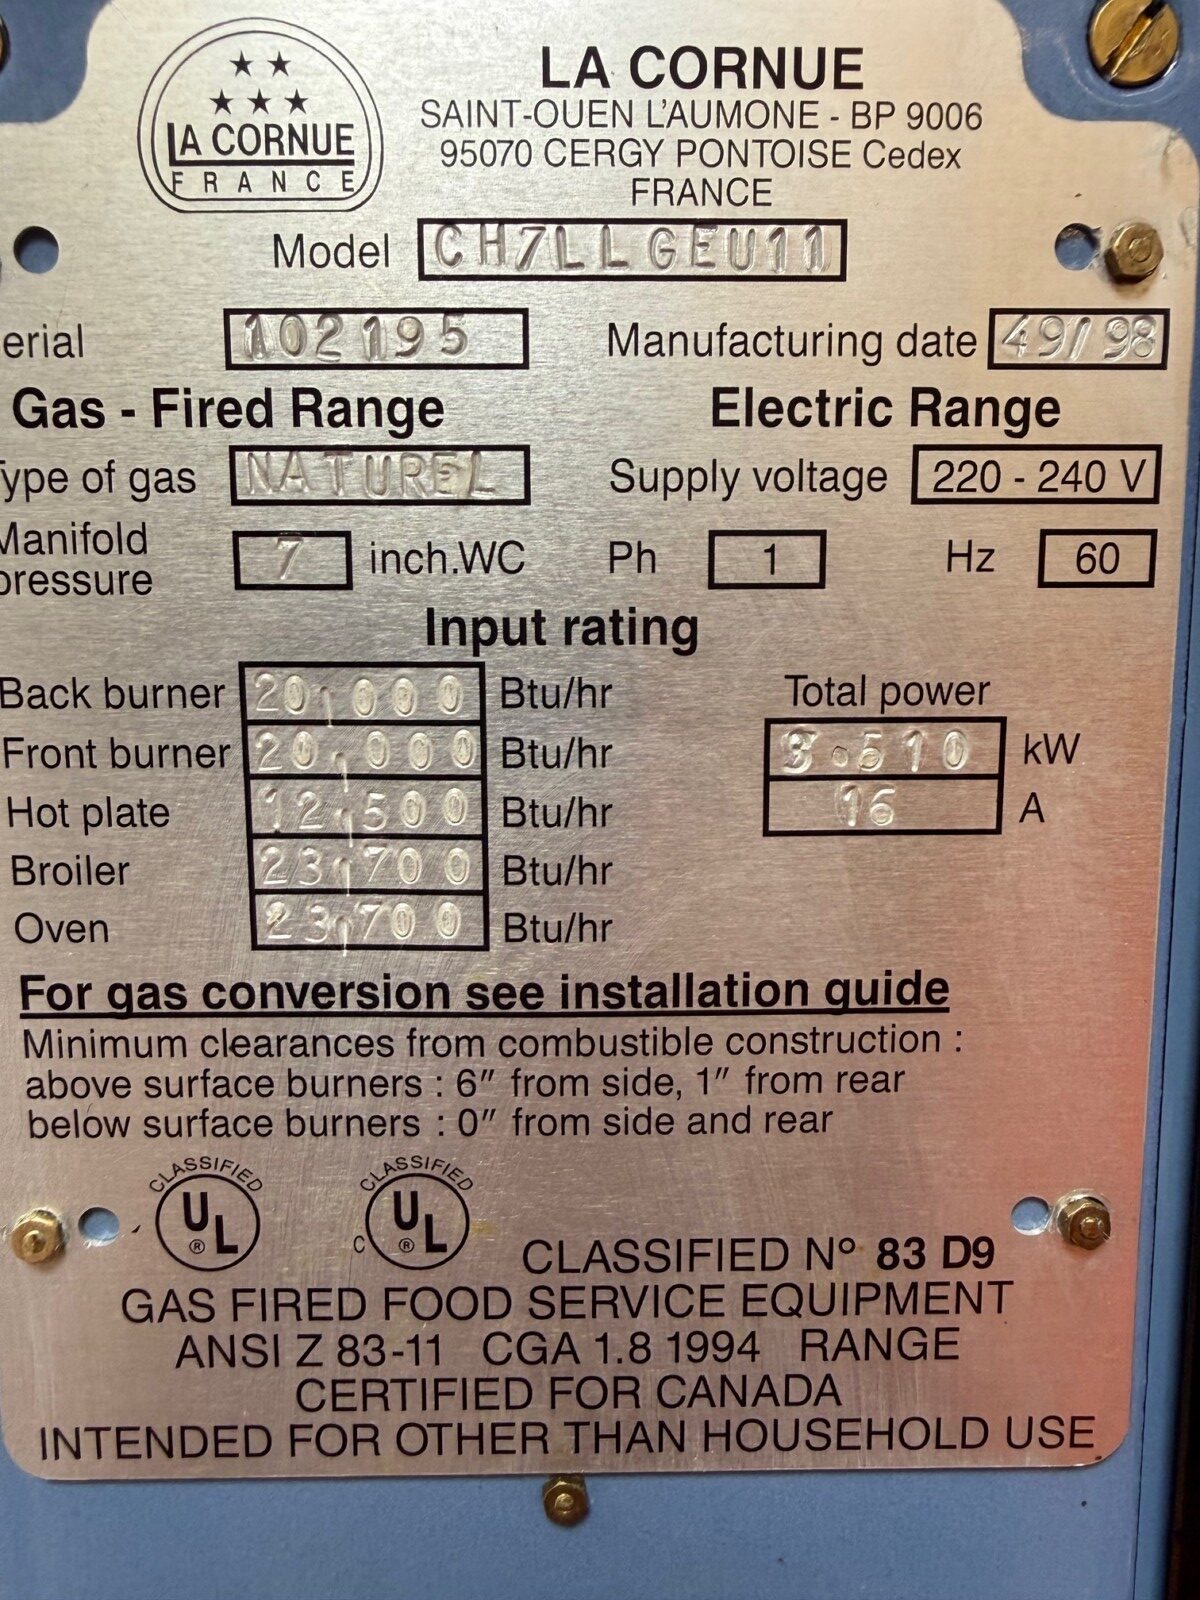 LA CORNUE
FRANCE
LA CORNUE
SAINT-OUEN L'AUMONE - BP 9006
95070 CERGY PONTOISE Cedex
FRANCE
Model CH7LLGEU11
erial 102195 Manufacturing date 49/98
Gas - Fired Range Electric Range
Type of gas NATUREL Supply voltage 220 - 240 V
Manifold pressure 7 inch.WC Ph 1 Hz 60
Input rating
Back burner 20,000 Btu/hr Total power
Front burner 20,000 Btu/hr 3.510 kW
Hot plate 12,500 Btu/hr 16 A
Broiler 23,700 Btu/hr
Oven 23,700 Btu/hr
For gas conversion see installation guide
Minimum clearances from combustible construction :
above surface burners : 6" from side, 1" from rear
below surface burners : 0" from side and rear
CLASSIFIED UL ® CLASSIFIED C UL ®
CLASSIFIED Nº 83 D9
GAS FIRED FOOD SERVICE EQUIPMENT
ANSI Z 83-11 CGA 1.8 1994 RANGE
CERTIFIED FOR CANADA
INTENDED FOR OTHER THAN HOUSEHOLD USE